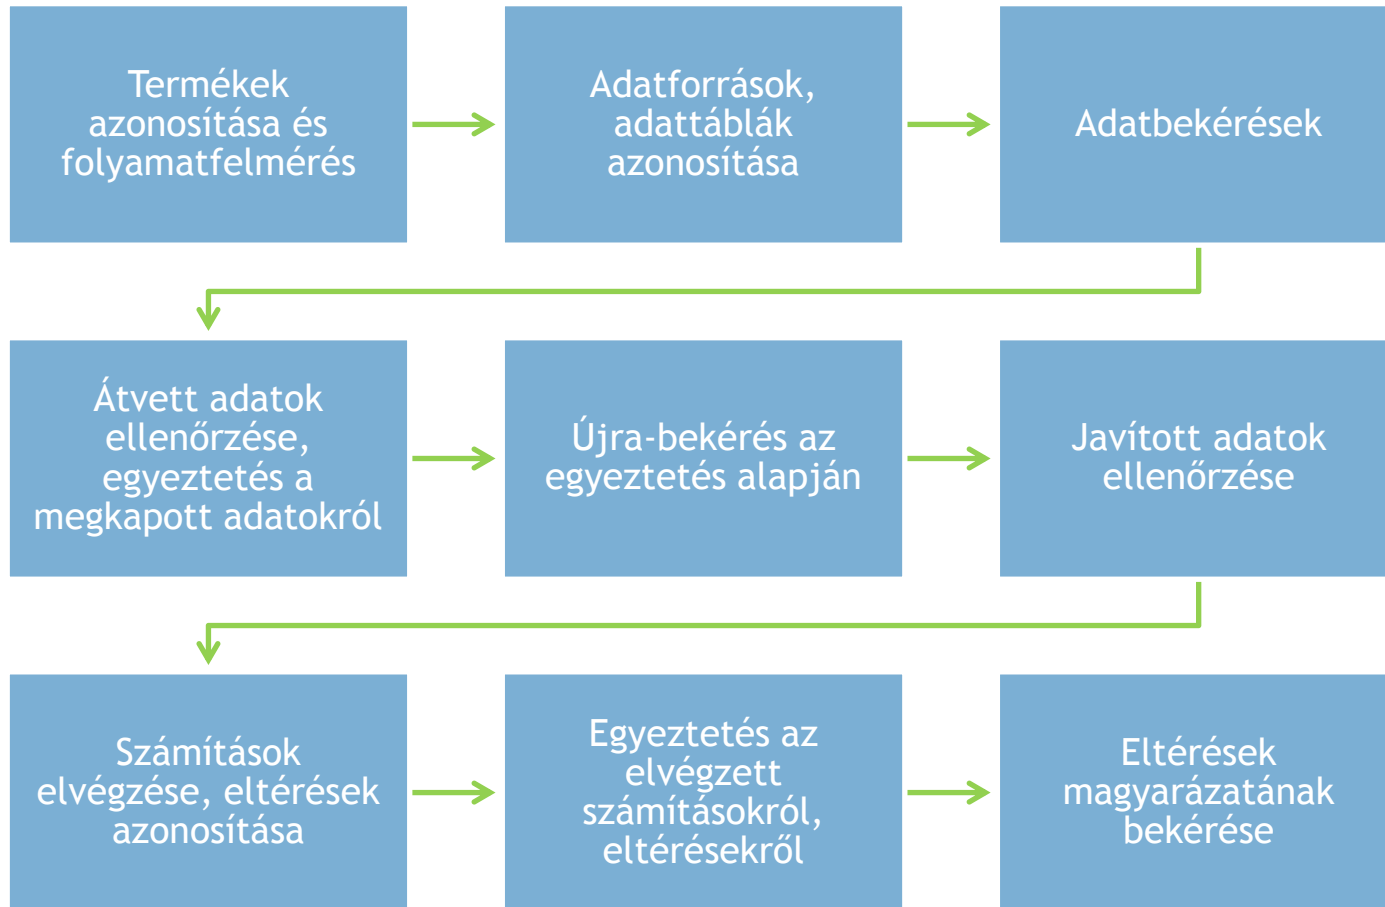 Termékek
azonosítása és
folyamatfelmérés
Adatforrások,
adattáblák
azonosítása
Adatbekérések
Átvett adatok
ellenőrzése,
egyeztetés a
megkapott adatokról
Újra-bekérés az
egyeztetés alapján
Javított adatok
ellenőrzése
Számítások
elvégzése, eltérések
azonosítása
Egyeztetés az
elvégzett
számításokról,
eltérésekről
Eltérések
magyarázatának
bekérése